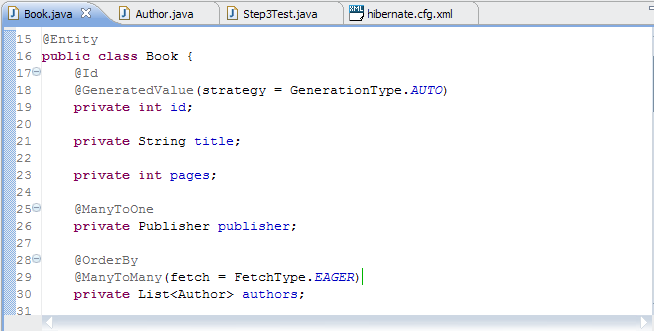 Book.java Author.java Step3Test.java hibernate.cfg.xml
15 @Entity
16 public class Book {
17 @Id
18 @GeneratedValue(strategy = GenerationType.AUTO)
19 private int id;
20
21 private String title;
22
23 private int pages;
24
25 @ManyToOne
26 private Publisher publisher;
27
28 @OrderBy
29 @ManyToMany(fetch = FetchType.EAGER)
30 private List<Author> authors;
31